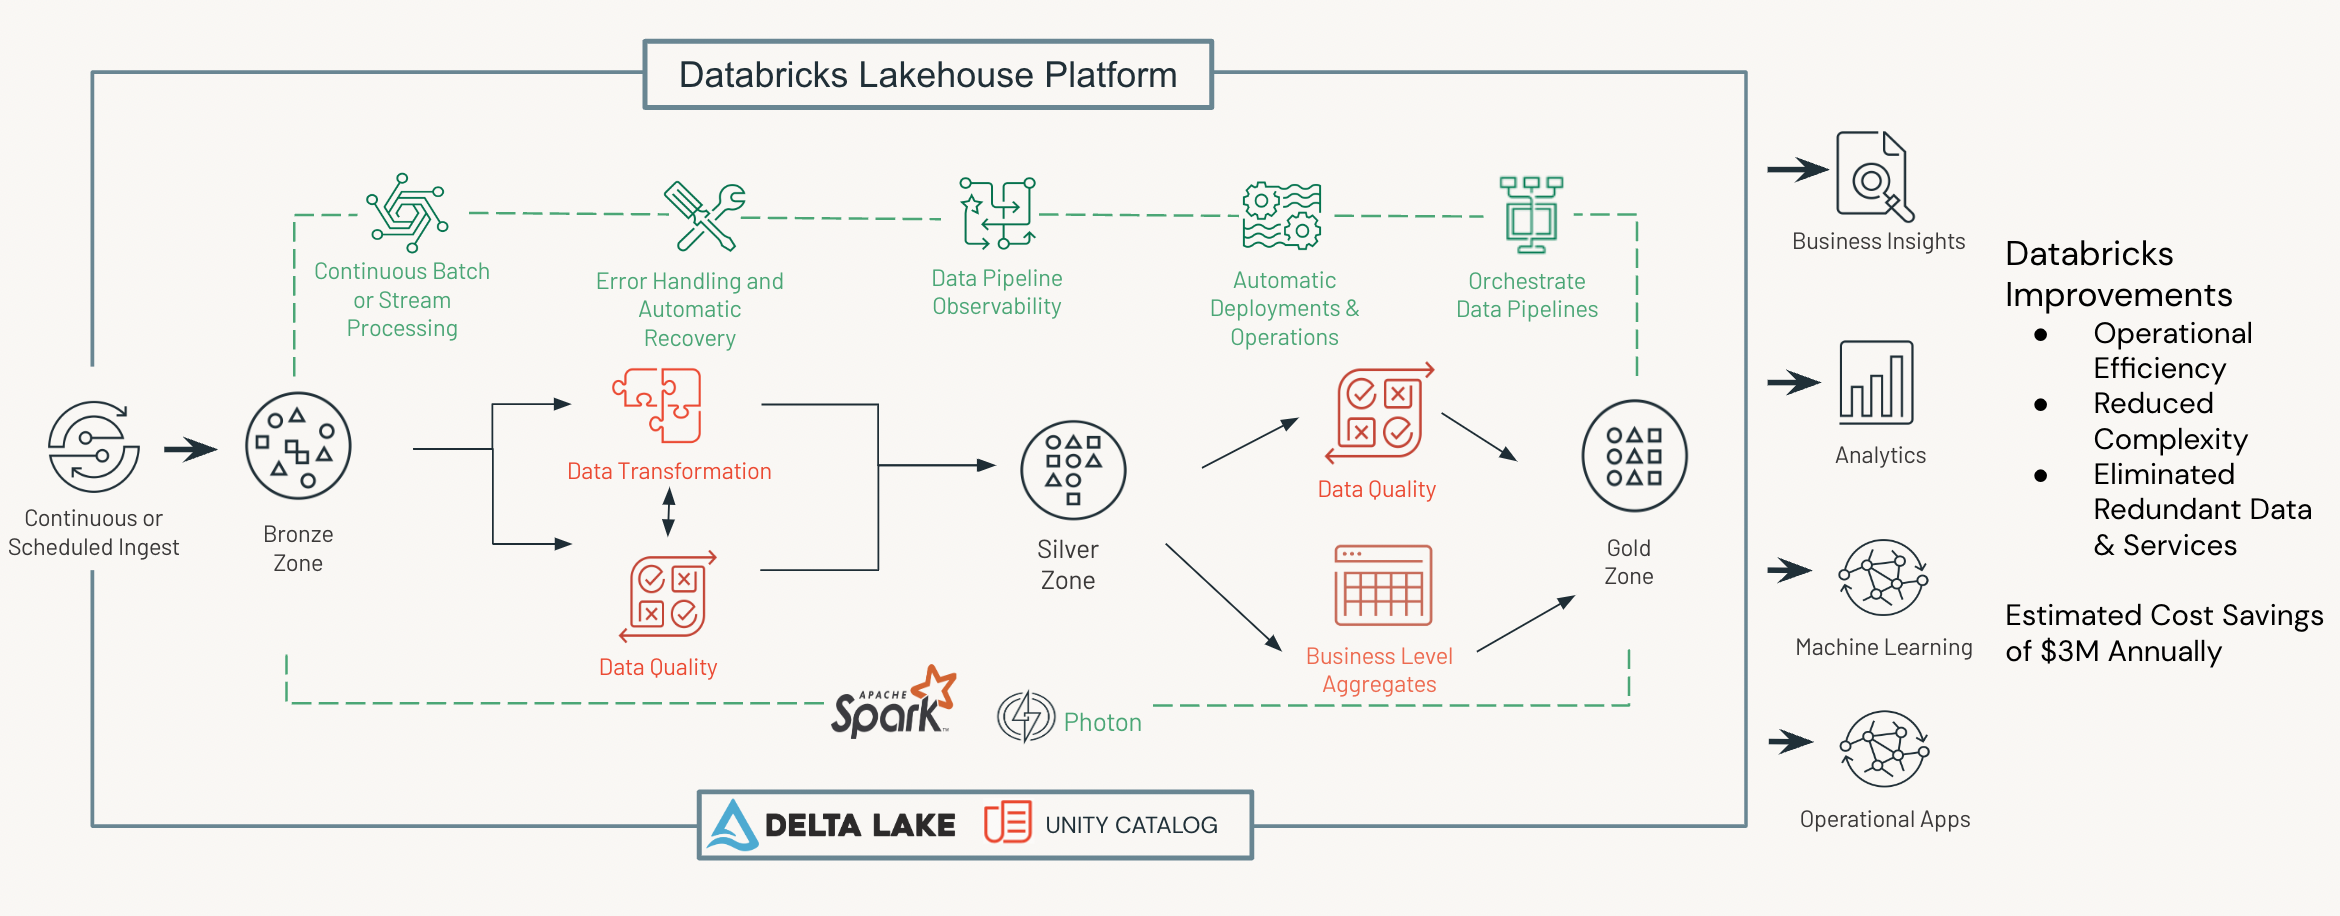 Databricks Lakehouse Platform
Continuous Batch
or Stream
Processing
Error Handling and
Automatic
Recovery
Data Pipeline
Observability
Automatic
Deployments &
Operations
Orchestrate
Data Pipelines
Continuous or
Scheduled Ingest
Bronze
Zone
Data Transformation
Data Quality
Silver
Zone
Data Quality
Business Level
Aggregates
Gold
Zone
APACHE
Spark™
Photon
DELTA LAKE
UNITY CATALOG
Business Insights
Analytics
Machine Learning
Operational Apps
Databricks
Improvements
● Operational
Efficiency
● Reduced
Complexity
● Eliminated
Redundant Data
& Services
Estimated Cost Savings
of $3M Annually